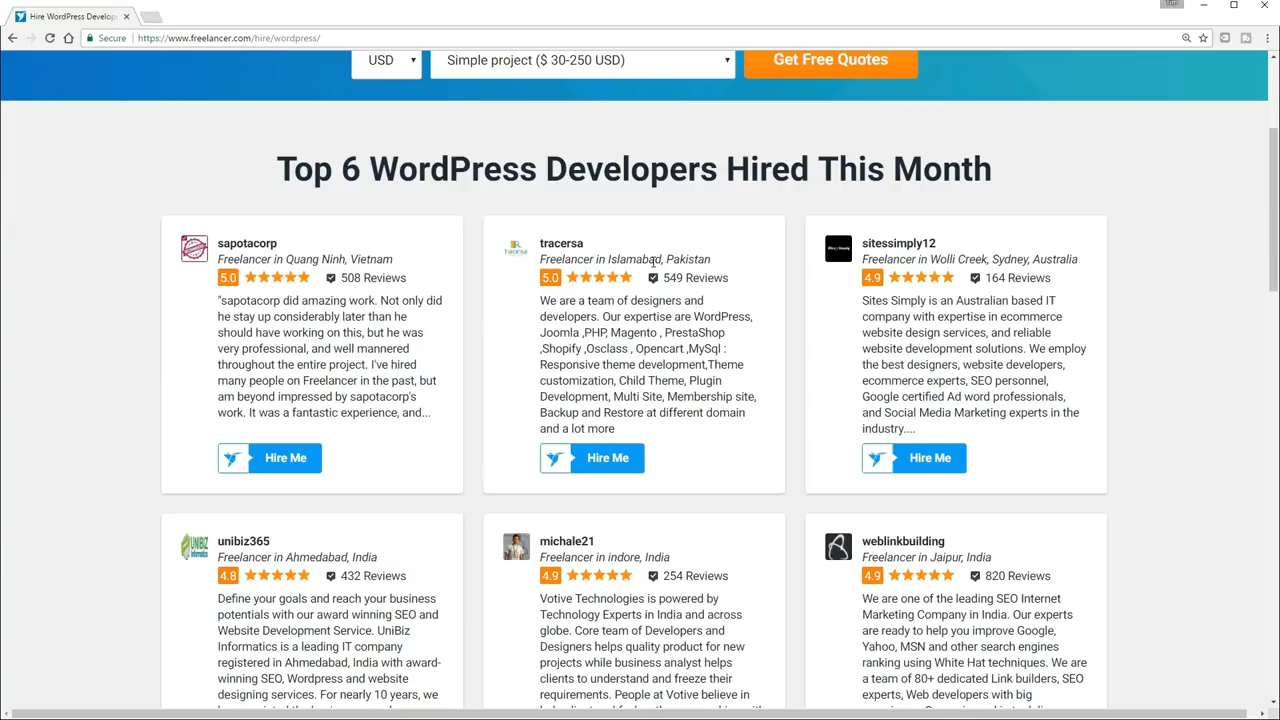 Hire WordPress Develop
Secure https://www.freelancer.com/hire/wordpress/
USD Simple project ($ 30-250 USD) Get Free Quotes
Top 6 WordPress Developers Hired This Month
sapotacorp
Freelancer in Quang Ninh, Vietnam
5.0 508 Reviews
"sapotacorp did amazing work. Not only did
he stay up considerably later than he
should have working on this, but he was
very professional, and well mannered
throughout the entire project. I've hired
many people on Freelancer in the past, but
am beyond impressed by sapotacorp's
work. It was a fantastic experience, and...
Hire Me
tracersa
Freelancer in Islamabad, Pakistan
5.0 549 Reviews
We are a team of designers and
developers. Our expertise are WordPress,
Joomla ,PHP, Magento , PrestaShop
,Shopify ,Osclass , Opencart ,MySql :
Responsive theme development,Theme
customization, Child Theme, Plugin
Development, Multi Site, Membership site,
Backup and Restore at different domain
and a lot more
Hire Me
sitessimply12
Freelancer in Wolli Creek, Sydney, Australia
4.9 164 Reviews
Sites Simply is an Australian based IT
company with expertise in ecommerce
website design services, and reliable
website development solutions. We employ
the best designers, website developers,
ecommerce experts, SEO personnel,
Google certified Ad word professionals,
and Social Media Marketing experts in the
industry....
Hire Me
unibiz365
Freelancer in Ahmedabad, India
4.8 432 Reviews
Define your goals and reach your business
potentials with our award winning SEO and
Website Development Service. UniBiz
Informatics is a leading IT company
registered in Ahmedabad, India with award-
winning SEO, Wordpress and website
designing services. For nearly 10 years, we
michale21
Freelancer in indore, India
4.9 254 Reviews
Votive Technologies is powered by
Technology Experts in India and across
globe. Core team of Developers and
Designers helps quality product for new
projects while business analyst helps
clients to understand and freeze their
requirements. People at Votive believe in
weblinkbuilding
Freelancer in Jaipur, India
4.9 820 Reviews
We are one of the leading SEO Internet
Marketing Company in India. Our experts
are ready to help you improve Google,
Yahoo, MSN and other search engines
ranking using White Hat techniques. We are
a team of 80+ dedicated Link builders, SEO
experts, Web developers with big